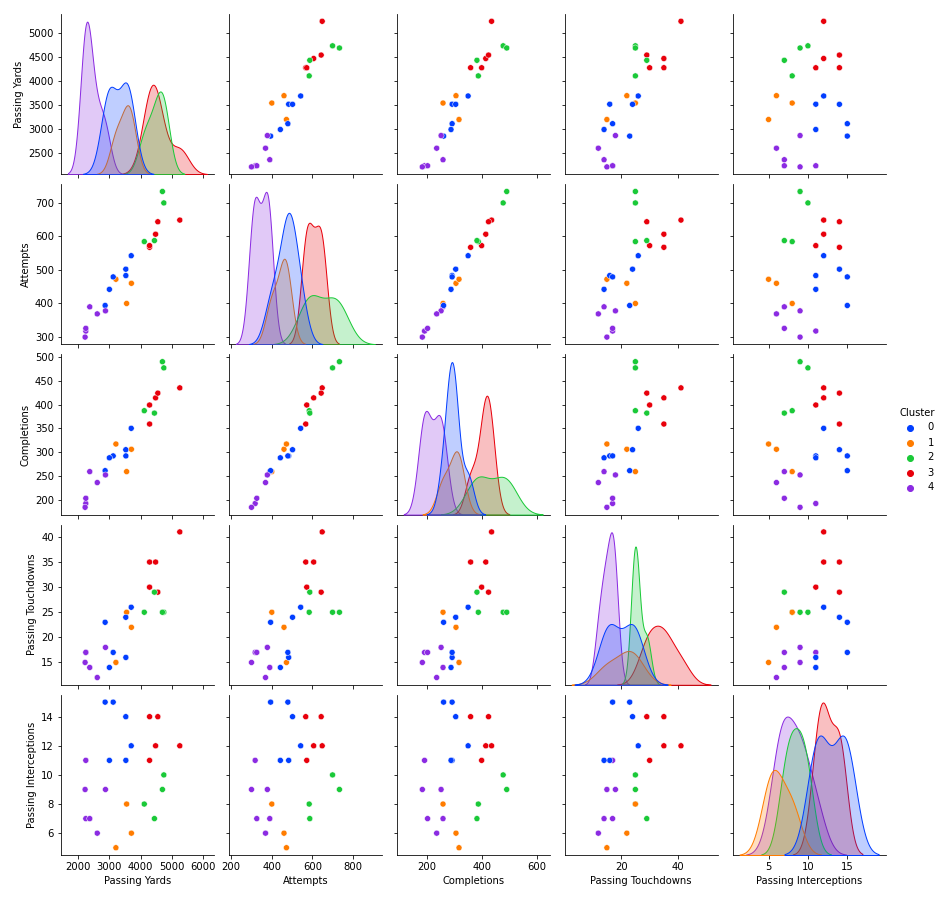 Passing Yards
5000
4500
4000
3500
3000
2500
Attempts
700
600
500
400
300
Completions
500
450
400
350
300
250
200
Passing Touchdowns
40
35
30
25
20
15
Passing Interceptions
14
12
10
8
6
2000 3000 4000 5000 6000
Passing Yards
200 400 600 800
Attempts
200 400 600
Completions
20 40
Passing Touchdowns
5 10 15
Passing Interceptions
Cluster
0
1
2
3
4